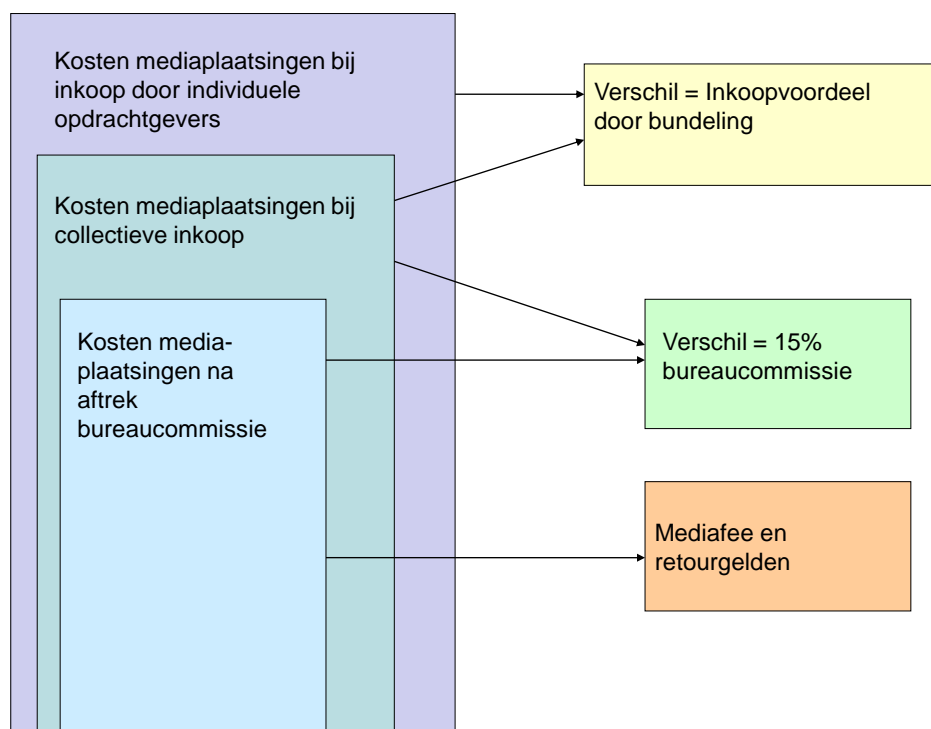 Kosten mediaplaatsingen bij
inkoop door individuele
opdrachtgevers
Verschil = Inkoopvoordeel
door bundeling
Kosten mediaplaatsingen bij
collectieve inkoop
Kosten media-
plaatsingen na
aftrek
bureaucommissie
Verschil = 15%
bureaucommissie
Mediafee en
retourgelden